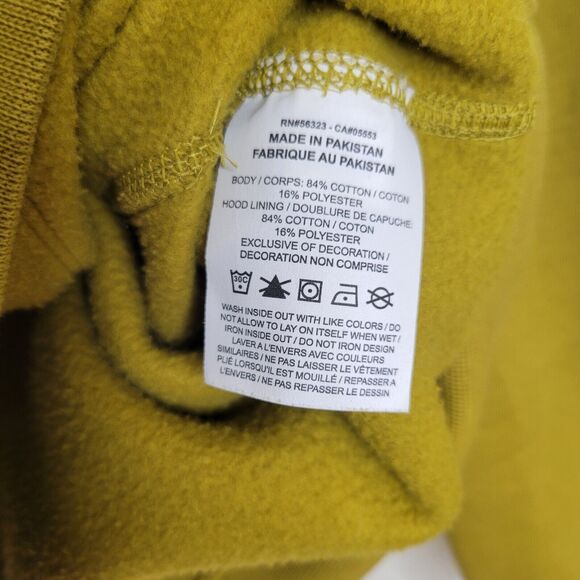 RN#56323 - CA#05553
MADE IN PAKISTAN
FABRIQUE AU PAKISTAN
BODY / CORPS: 84% COTTON / COTON
16% POLYESTER
HOOD LINING / DOUBLURE DE CAPUCHE:
84% COTTON / COTON
16% POLYESTER
EXCLUSIVE OF DECORATION /
DECORATION NON COMPRISE
30C
WASH INSIDE OUT WITH LIKE COLORS / DO
NOT ALLOW TO LAY ON ITSELF WHEN WET /
IRON INSIDE OUT / DO NOT IRON DESIGN
LAVER A L'ENVERS AVEC COULEURS
SIMILAIRES / NE PAS LAISSER LE VÊTEMENT
PLIÉ LORSQU'IL EST MOUILLÉ / REPASSER A
L'ENVERS / NE PAS REPASSER LE DESSIN